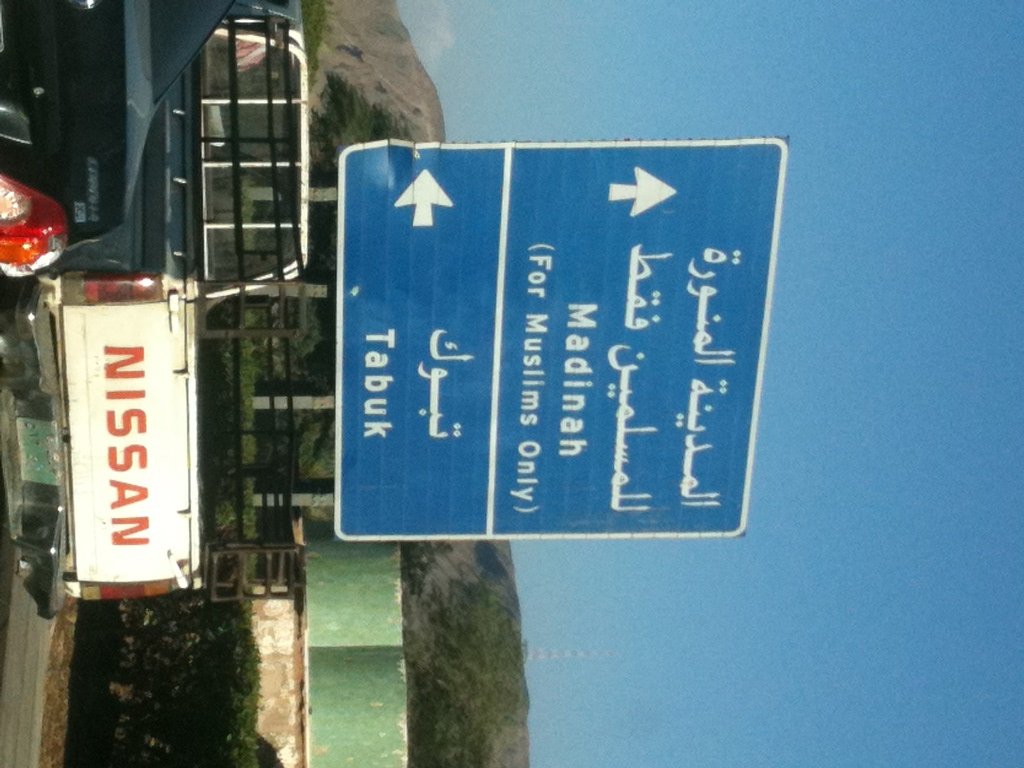 المدينة المنورة
للمسلمين فقط
Madinah
(For Muslims Only)
تبوك
Tabuk
NISSAN